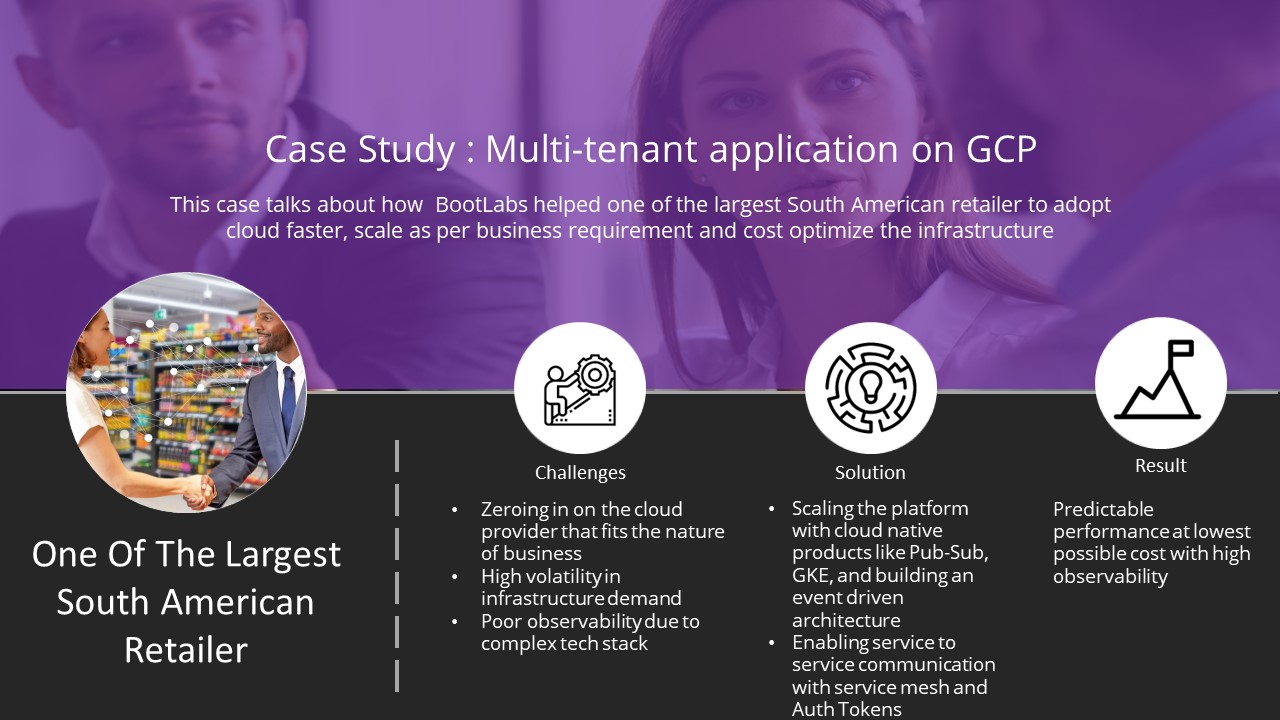 Case Study : Multi-tenant application on GCP
This case talks about how  BootLabs helped one of the largest South American retailer to adopt
cloud faster, scale as per business requirement and cost optimize the infrastructure
One Of The Largest
South American
Retailer
Challenges
• Zeroing in on the cloud
provider that fits the nature
of business
• High volatility in
infrastructure demand
• Poor observability due to
complex tech stack
Solution
• Scaling the platform
with cloud native
products like Pub-Sub,
GKE, and building an
event driven
architecture
• Enabling service to
service communication
with service mesh and
Auth Tokens
Result
Predictable
performance at lowest
possible cost with high
observability